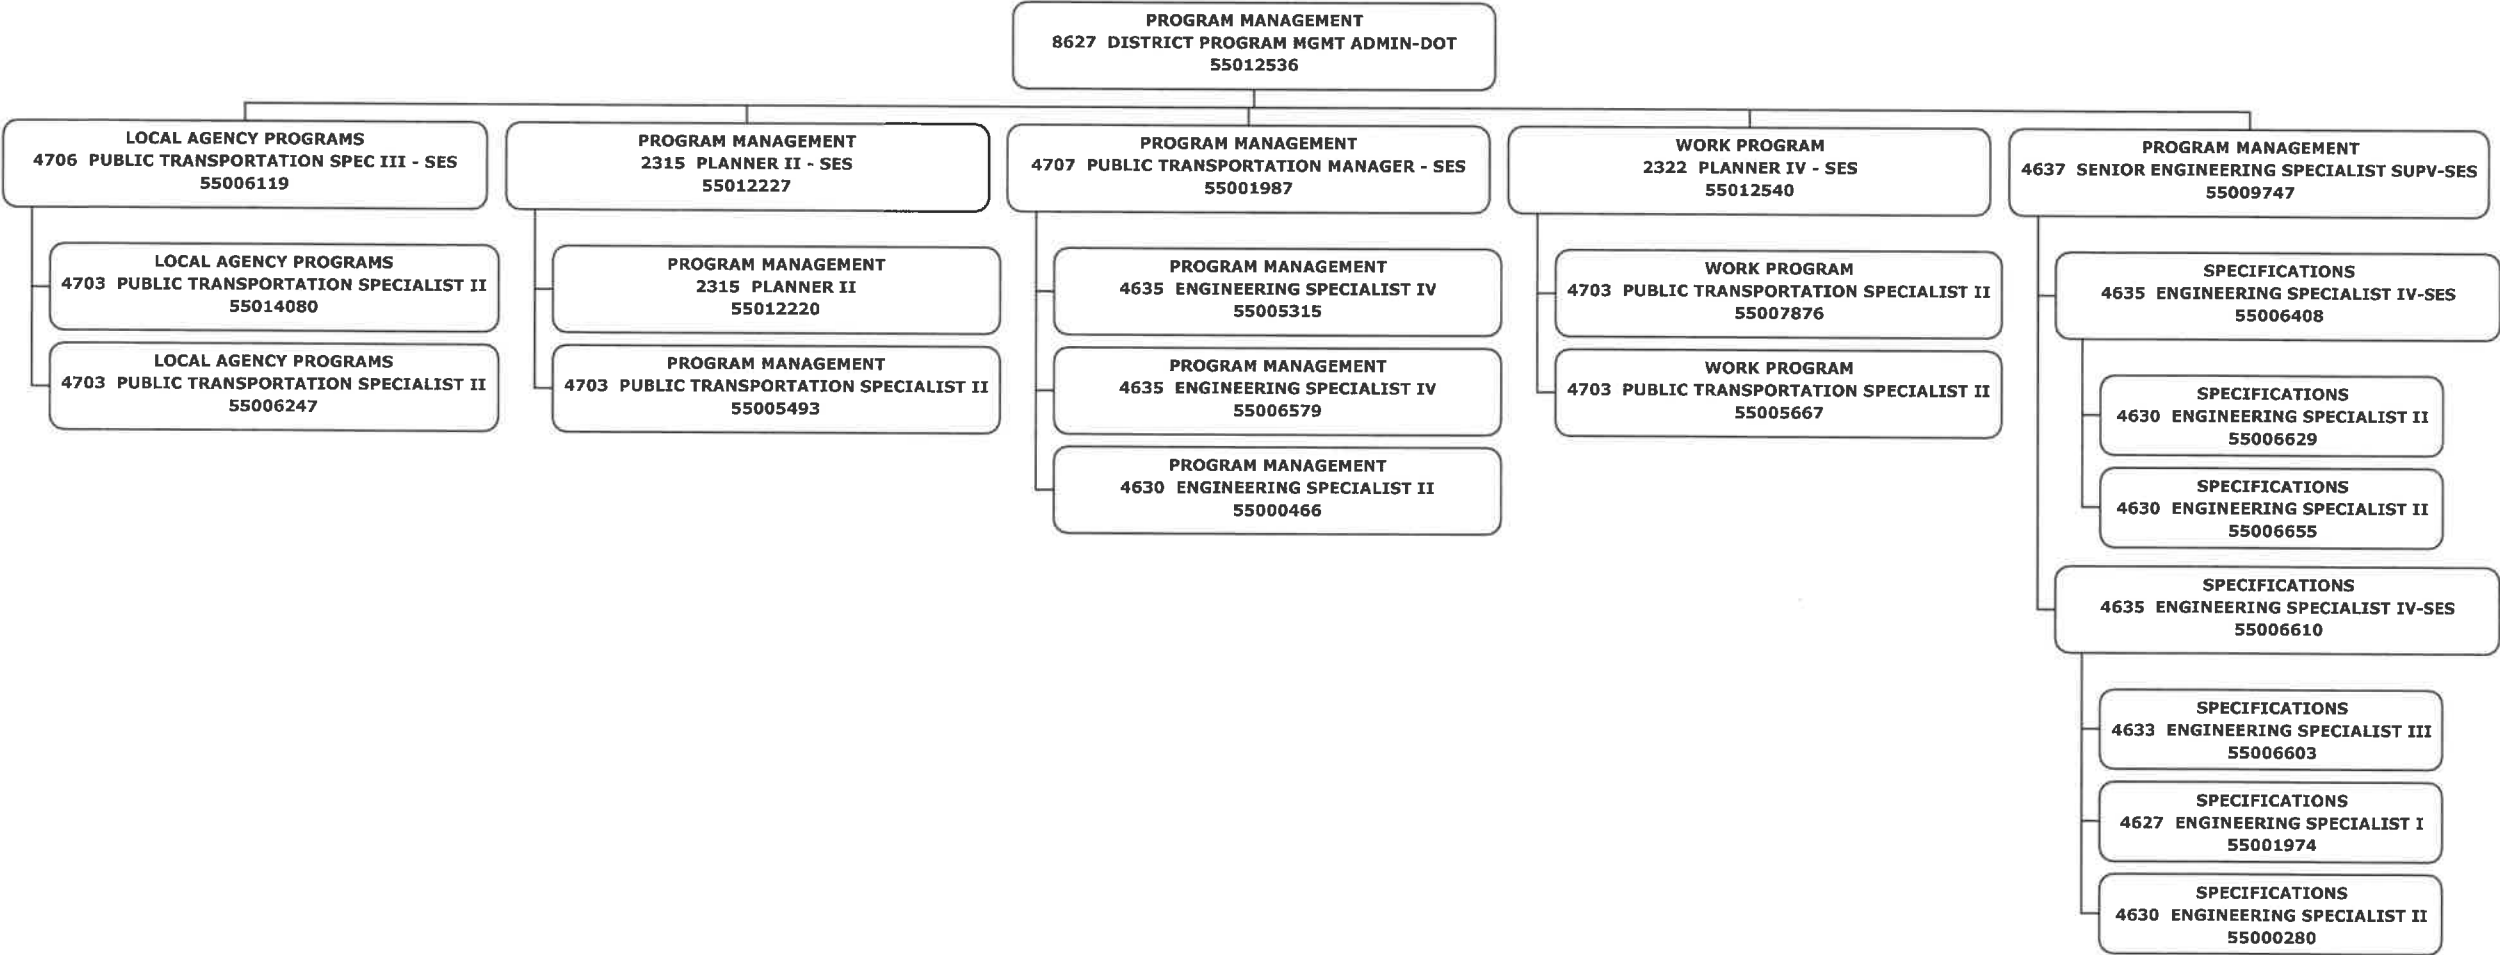 PROGRAM MANAGEMENT
8627 DISTRICT PROGRAM MGMT ADMIN-DOT
55012536
LOCAL AGENCY PROGRAMS
4706 PUBLIC TRANSPORTATION SPEC III - SES
55006119
LOCAL AGENCY PROGRAMS
4703 PUBLIC TRANSPORTATION SPECIALIST II
55014080
LOCAL AGENCY PROGRAMS
4703 PUBLIC TRANSPORTATION SPECIALIST II
55006247
PROGRAM MANAGEMENT
2315 PLANNER II - SES
55012227
PROGRAM MANAGEMENT
2315 PLANNER II
55012220
PROGRAM MANAGEMENT
4703 PUBLIC TRANSPORTATION SPECIALIST II
55005493
PROGRAM MANAGEMENT
4707 PUBLIC TRANSPORTATION MANAGER - SES
55001987
PROGRAM MANAGEMENT
4635 ENGINEERING SPECIALIST IV
55005315
PROGRAM MANAGEMENT
4635 ENGINEERING SPECIALIST IV
55006579
PROGRAM MANAGEMENT
4630 ENGINEERING SPECIALIST II
55000466
WORK PROGRAM
2322 PLANNER IV - SES
55012540
WORK PROGRAM
4703 PUBLIC TRANSPORTATION SPECIALIST II
55007876
WORK PROGRAM
4703 PUBLIC TRANSPORTATION SPECIALIST II
55005667
PROGRAM MANAGEMENT
4637 SENIOR ENGINEERING SPECIALIST SUPV-SES
55009747
SPECIFICATIONS
4635 ENGINEERING SPECIALIST IV-SES
55006408
SPECIFICATIONS
4630 ENGINEERING SPECIALIST II
55006629
SPECIFICATIONS
4630 ENGINEERING SPECIALIST II
55006655
SPECIFICATIONS
4635 ENGINEERING SPECIALIST IV-SES
55006610
SPECIFICATIONS
4633 ENGINEERING SPECIALIST III
55006603
SPECIFICATIONS
4627 ENGINEERING SPECIALIST I
55001974
SPECIFICATIONS
4630 ENGINEERING SPECIALIST II
55000280